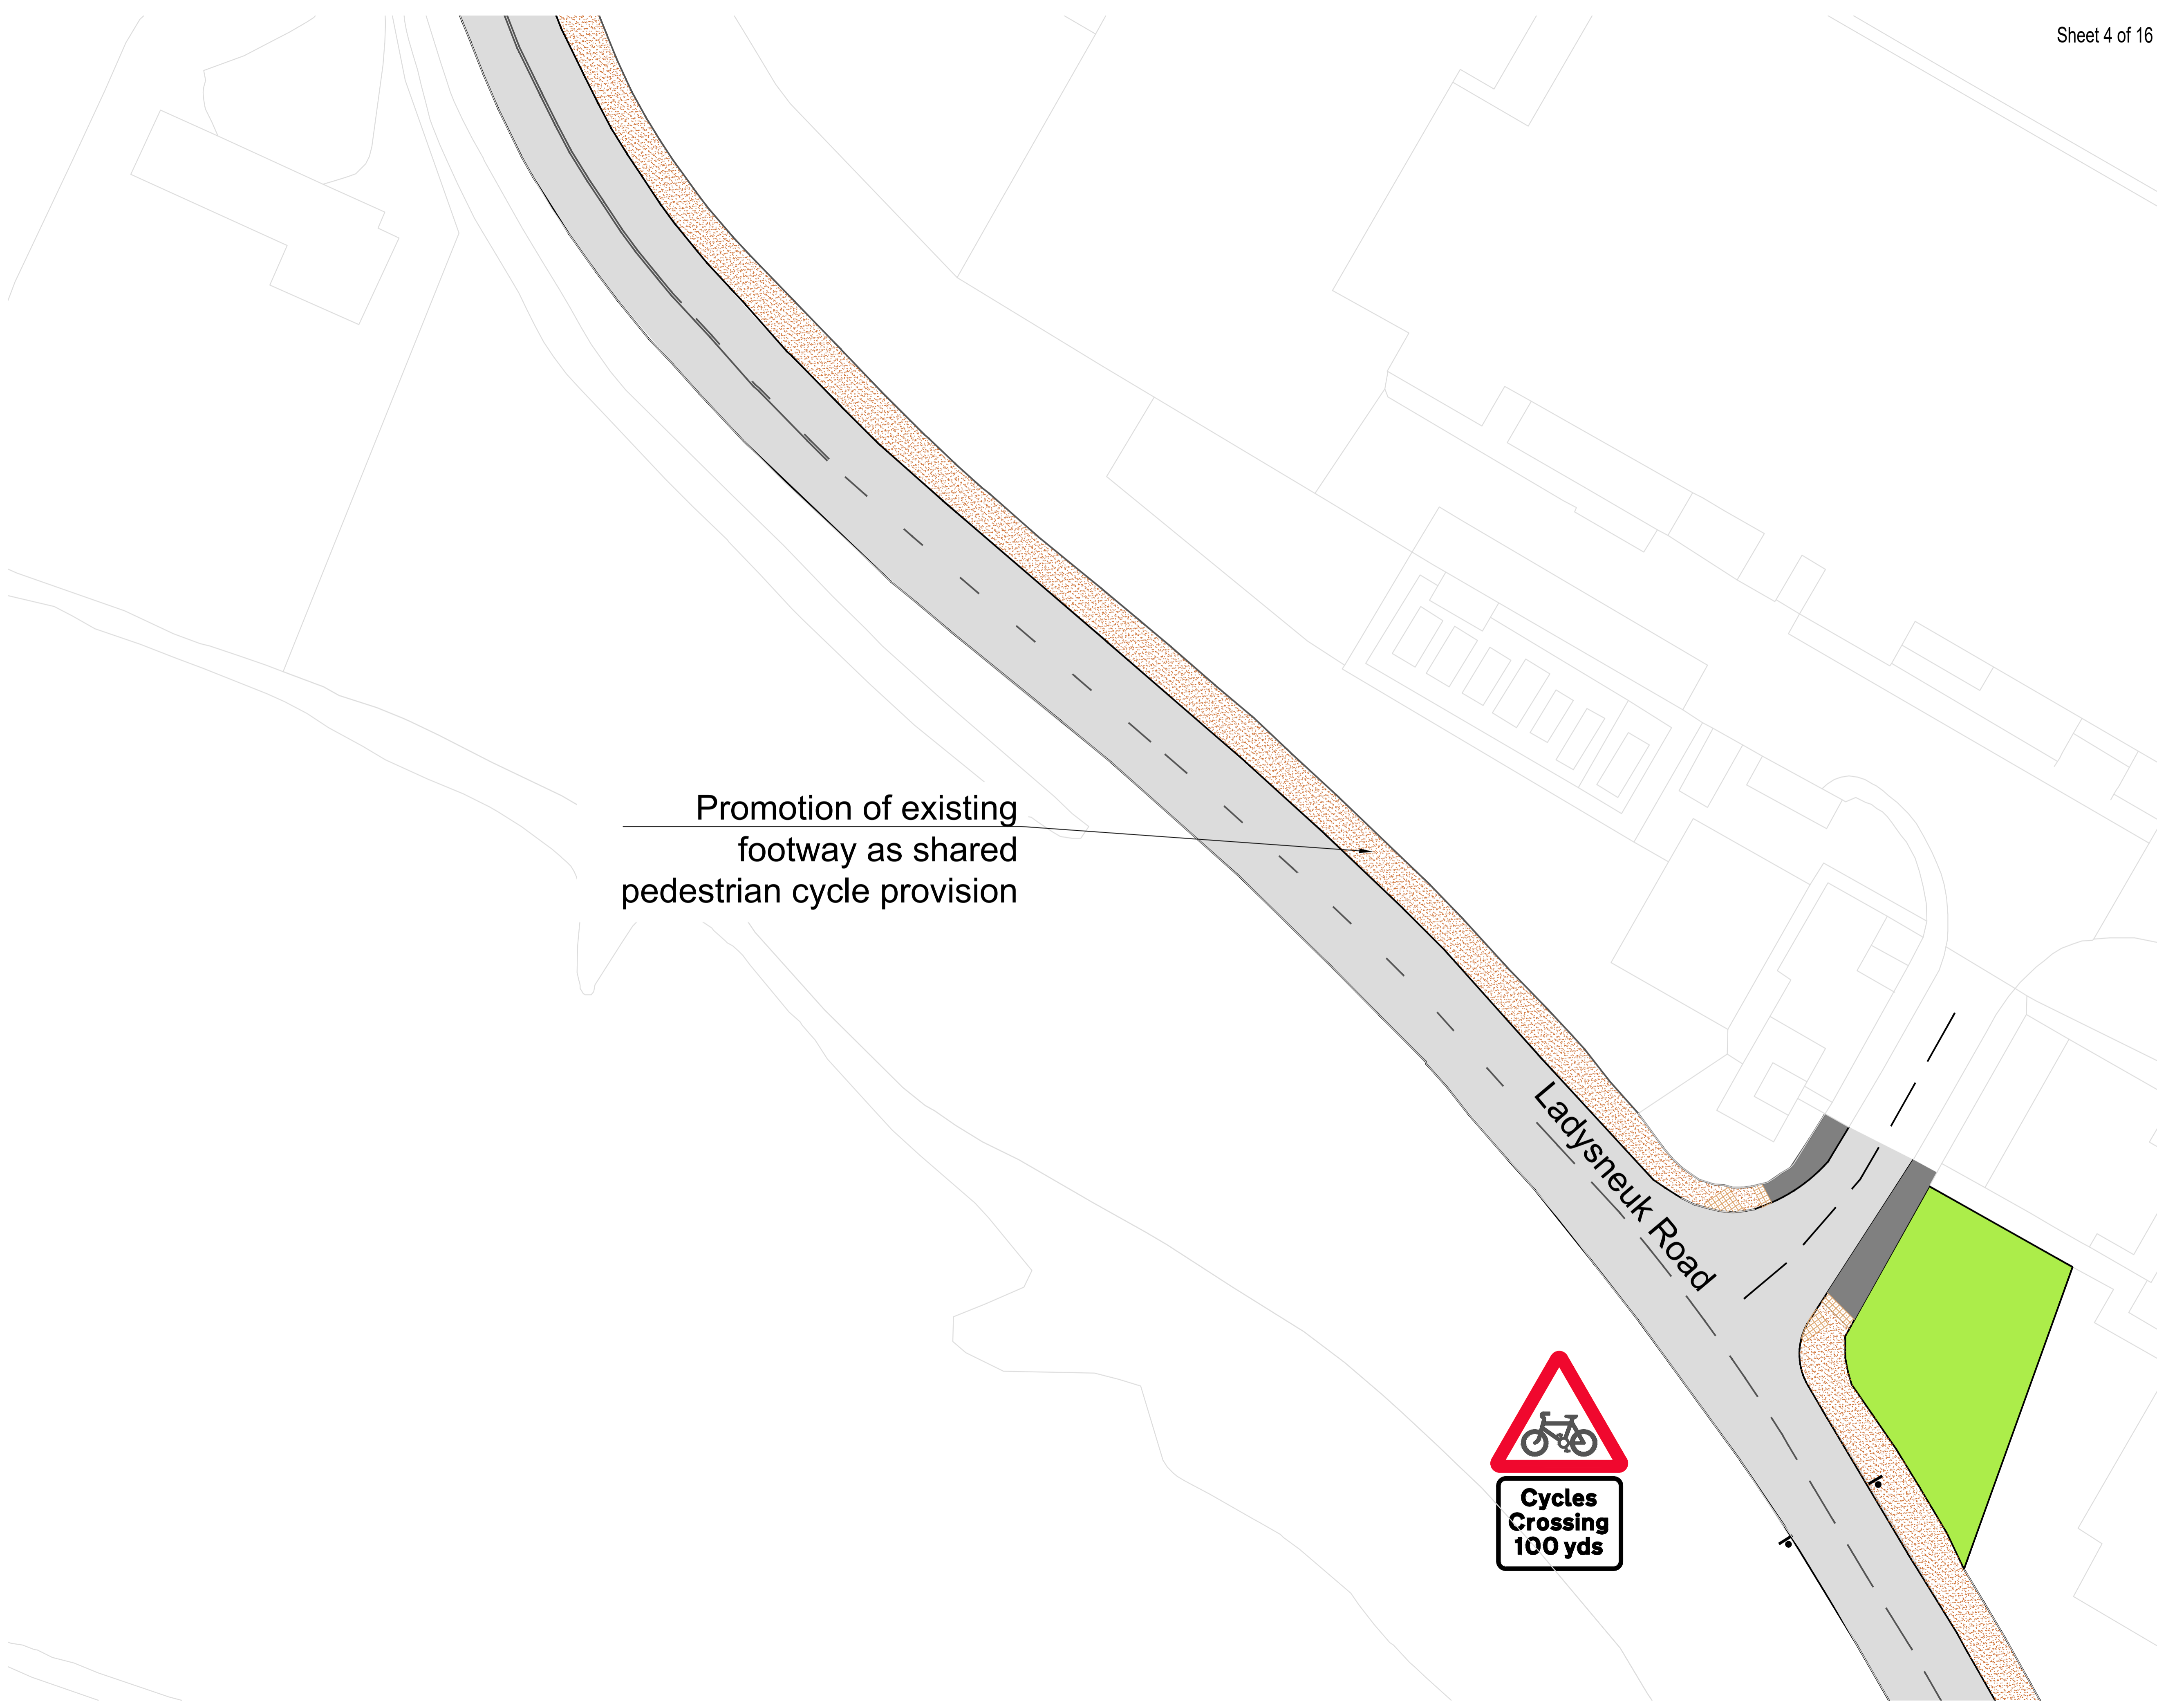 Sheet 4 of 16
Promotion of existing
footway as shared
pedestrian cycle provision
Ladysneuk Road
Cycles
Crossing
100 yds